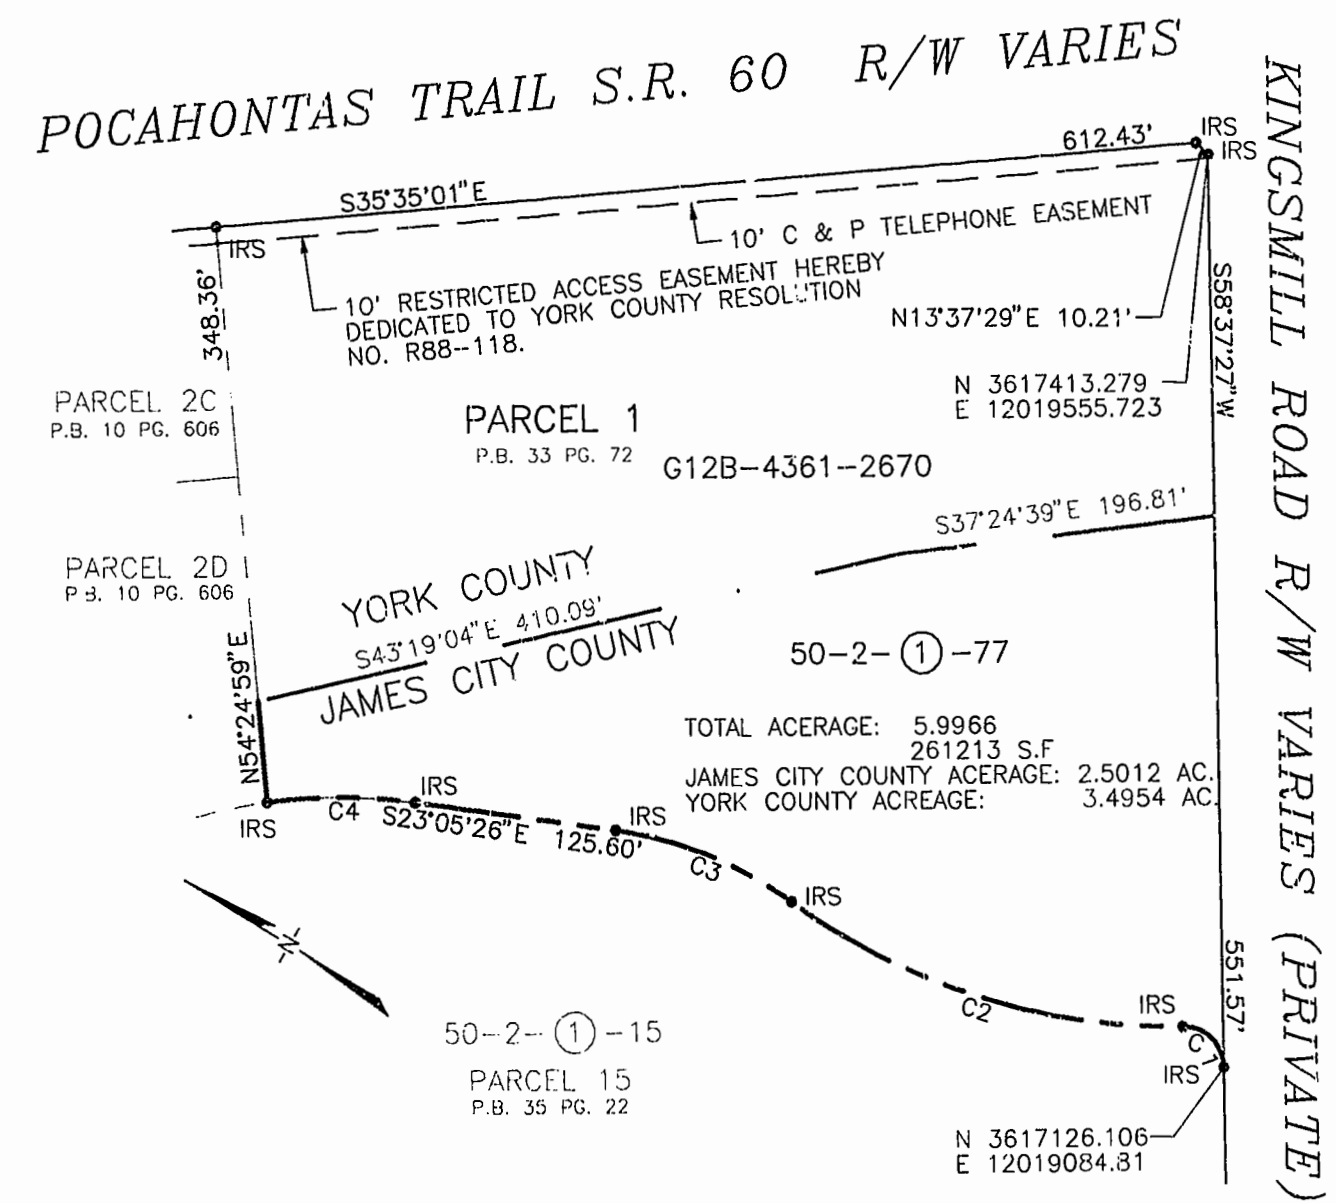 POCAHONTAS TRAIL S.R. 60 R/W VARIES
KINGSMILL ROAD R/W VARIES (PRIVATE)
612.43'
IRS
IRS
S35°35'01"E
IRS
10' C & P TELEPHONE EASEMENT
10' RESTRICTED ACCESS EASEMENT HEREBY
DEDICATED TO YORK COUNTY RESOLUTION
NO. R88--118.
348.36'
N13°37'29"E 10.21'
S58°37'27"W
N 3617413.279
E 12019555.723
PARCEL 2C
P.B. 10 PG. 606
PARCEL 1
P.B. 33 PG. 72
G12B-4361--2670
S37°24'39"E 196.81'
PARCEL 2D
P.B. 10 PG. 606
YORK COUNTY
S43°19'04"E 410.09'
JAMES CITY COUNTY
50-2-(1)-77
N54°24'59"E
TOTAL ACERAGE: 5.9966
261213 S.F
JAMES CITY COUNTY ACERAGE: 2.5012 AC.
YORK COUNTY ACREAGE: 3.4954 AC.
IRS
C4
IRS
S23°05'26"E 125.60'
IRS
C3
IRS
N
C2
551.57'
IRS
C1
IRS
50--2--(1)-15
PARCEL 15
P.B. 35 PG. 22
N 3617126.106
E 12019084.81